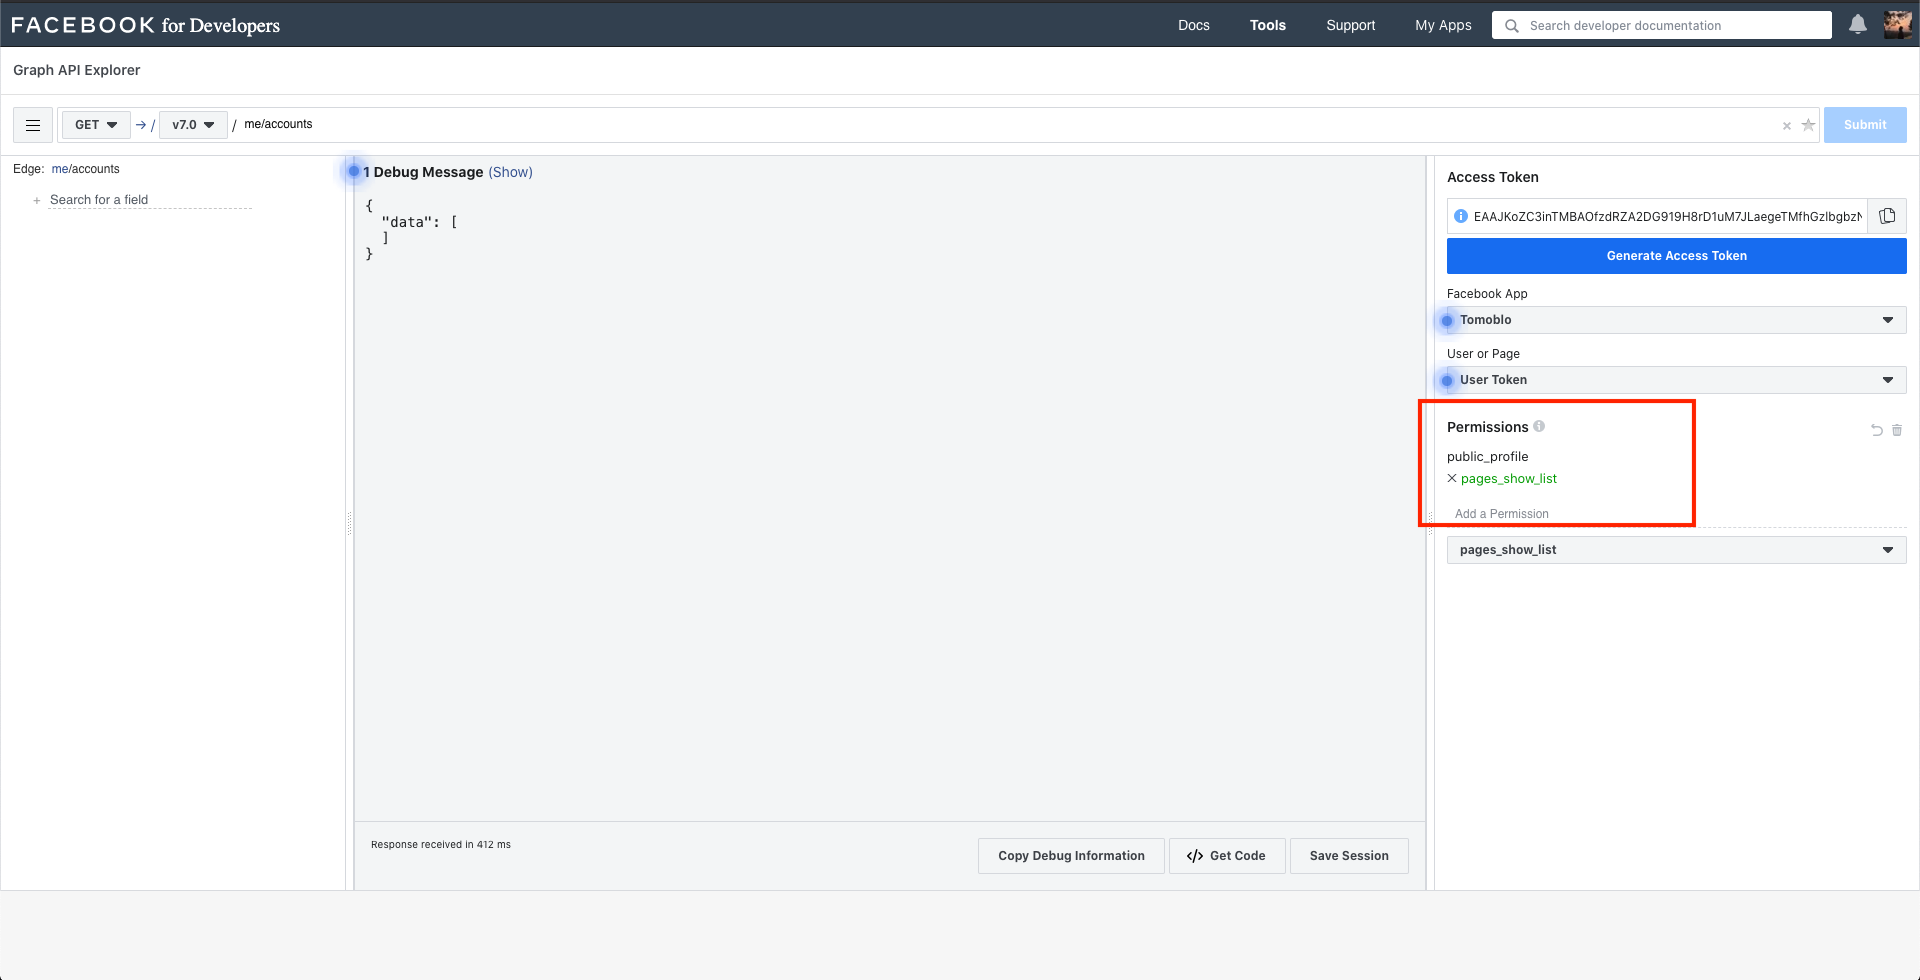 FACEBOOK for Developers
Docs
Tools
Support
My Apps
Search developer documentation
Graph API Explorer
GET
/
v7.0
/ me/accounts
Submit
Edge: me/accounts
+ Search for a field
1 Debug Message (Show)
{
"data": [
]
}
Response received in 412 ms
Copy Debug Information
</> Get Code
Save Session
Access Token
EAAJKoZC3inTMBAOfzdRZA2DG919H8rD1uM7JLaegeTMfhGzlbgbzN
Generate Access Token
Facebook App
Tomoblo
User or Page
User Token
Permissions
public_profile
pages_show_list
Add a Permission
pages_show_list